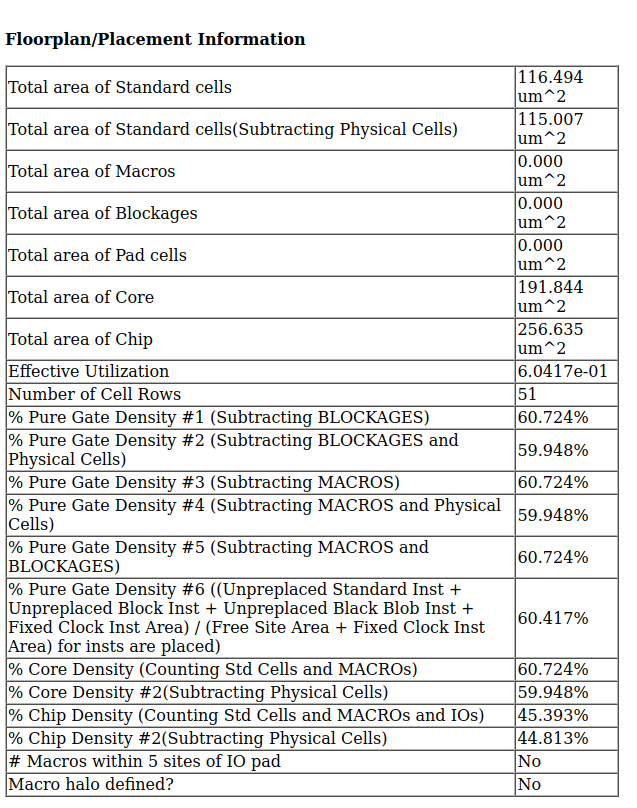 Floorplan/Placement Information
Total area of Standard cells 116.494
um^2
Total area of Standard cells(Subtracting Physical Cells) 115.007
um^2
Total area of Macros 0.000
um^2
Total area of Blockages 0.000
um^2
Total area of Pad cells 0.000
um^2
Total area of Core 191.844
um^2
Total area of Chip 256.635
um^2
Effective Utilization 6.0417e-01
Number of Cell Rows 51
% Pure Gate Density #1 (Subtracting BLOCKAGES) 60.724%
% Pure Gate Density #2 (Subtracting BLOCKAGES and
Physical Cells) 59.948%
% Pure Gate Density #3 (Subtracting MACROS) 60.724%
% Pure Gate Density #4 (Subtracting MACROS and Physical
Cells) 59.948%
% Pure Gate Density #5 (Subtracting MACROS and
BLOCKAGES) 60.724%
% Pure Gate Density #6 ((Unpreplaced Standard Inst +
Unpreplaced Block Inst + Unpreplaced Black Blob Inst +
Fixed Clock Inst Area) / (Free Site Area + Fixed Clock Inst
Area) for insts are placed) 60.417%
% Core Density (Counting Std Cells and MACROs) 60.724%
% Core Density #2(Subtracting Physical Cells) 59.948%
% Chip Density (Counting Std Cells and MACROs and IOs) 45.393%
% Chip Density #2(Subtracting Physical Cells) 44.813%
# Macros within 5 sites of IO pad No
Macro halo defined? No